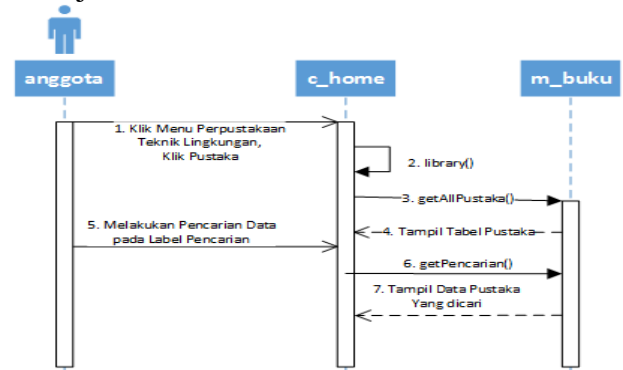 anggota
c_home
m_buku
1. Klik Menu Perpustakaan
Teknik Lingkungan,
Klik Pustaka
2. library()
3. getAllPustaka()
4. Tampil Tabel Pustaka
5. Melakukan Pencarian Data
pada Label Pencarian
6. getPencarian()
7. Tampil Data Pustaka
Yang dicari